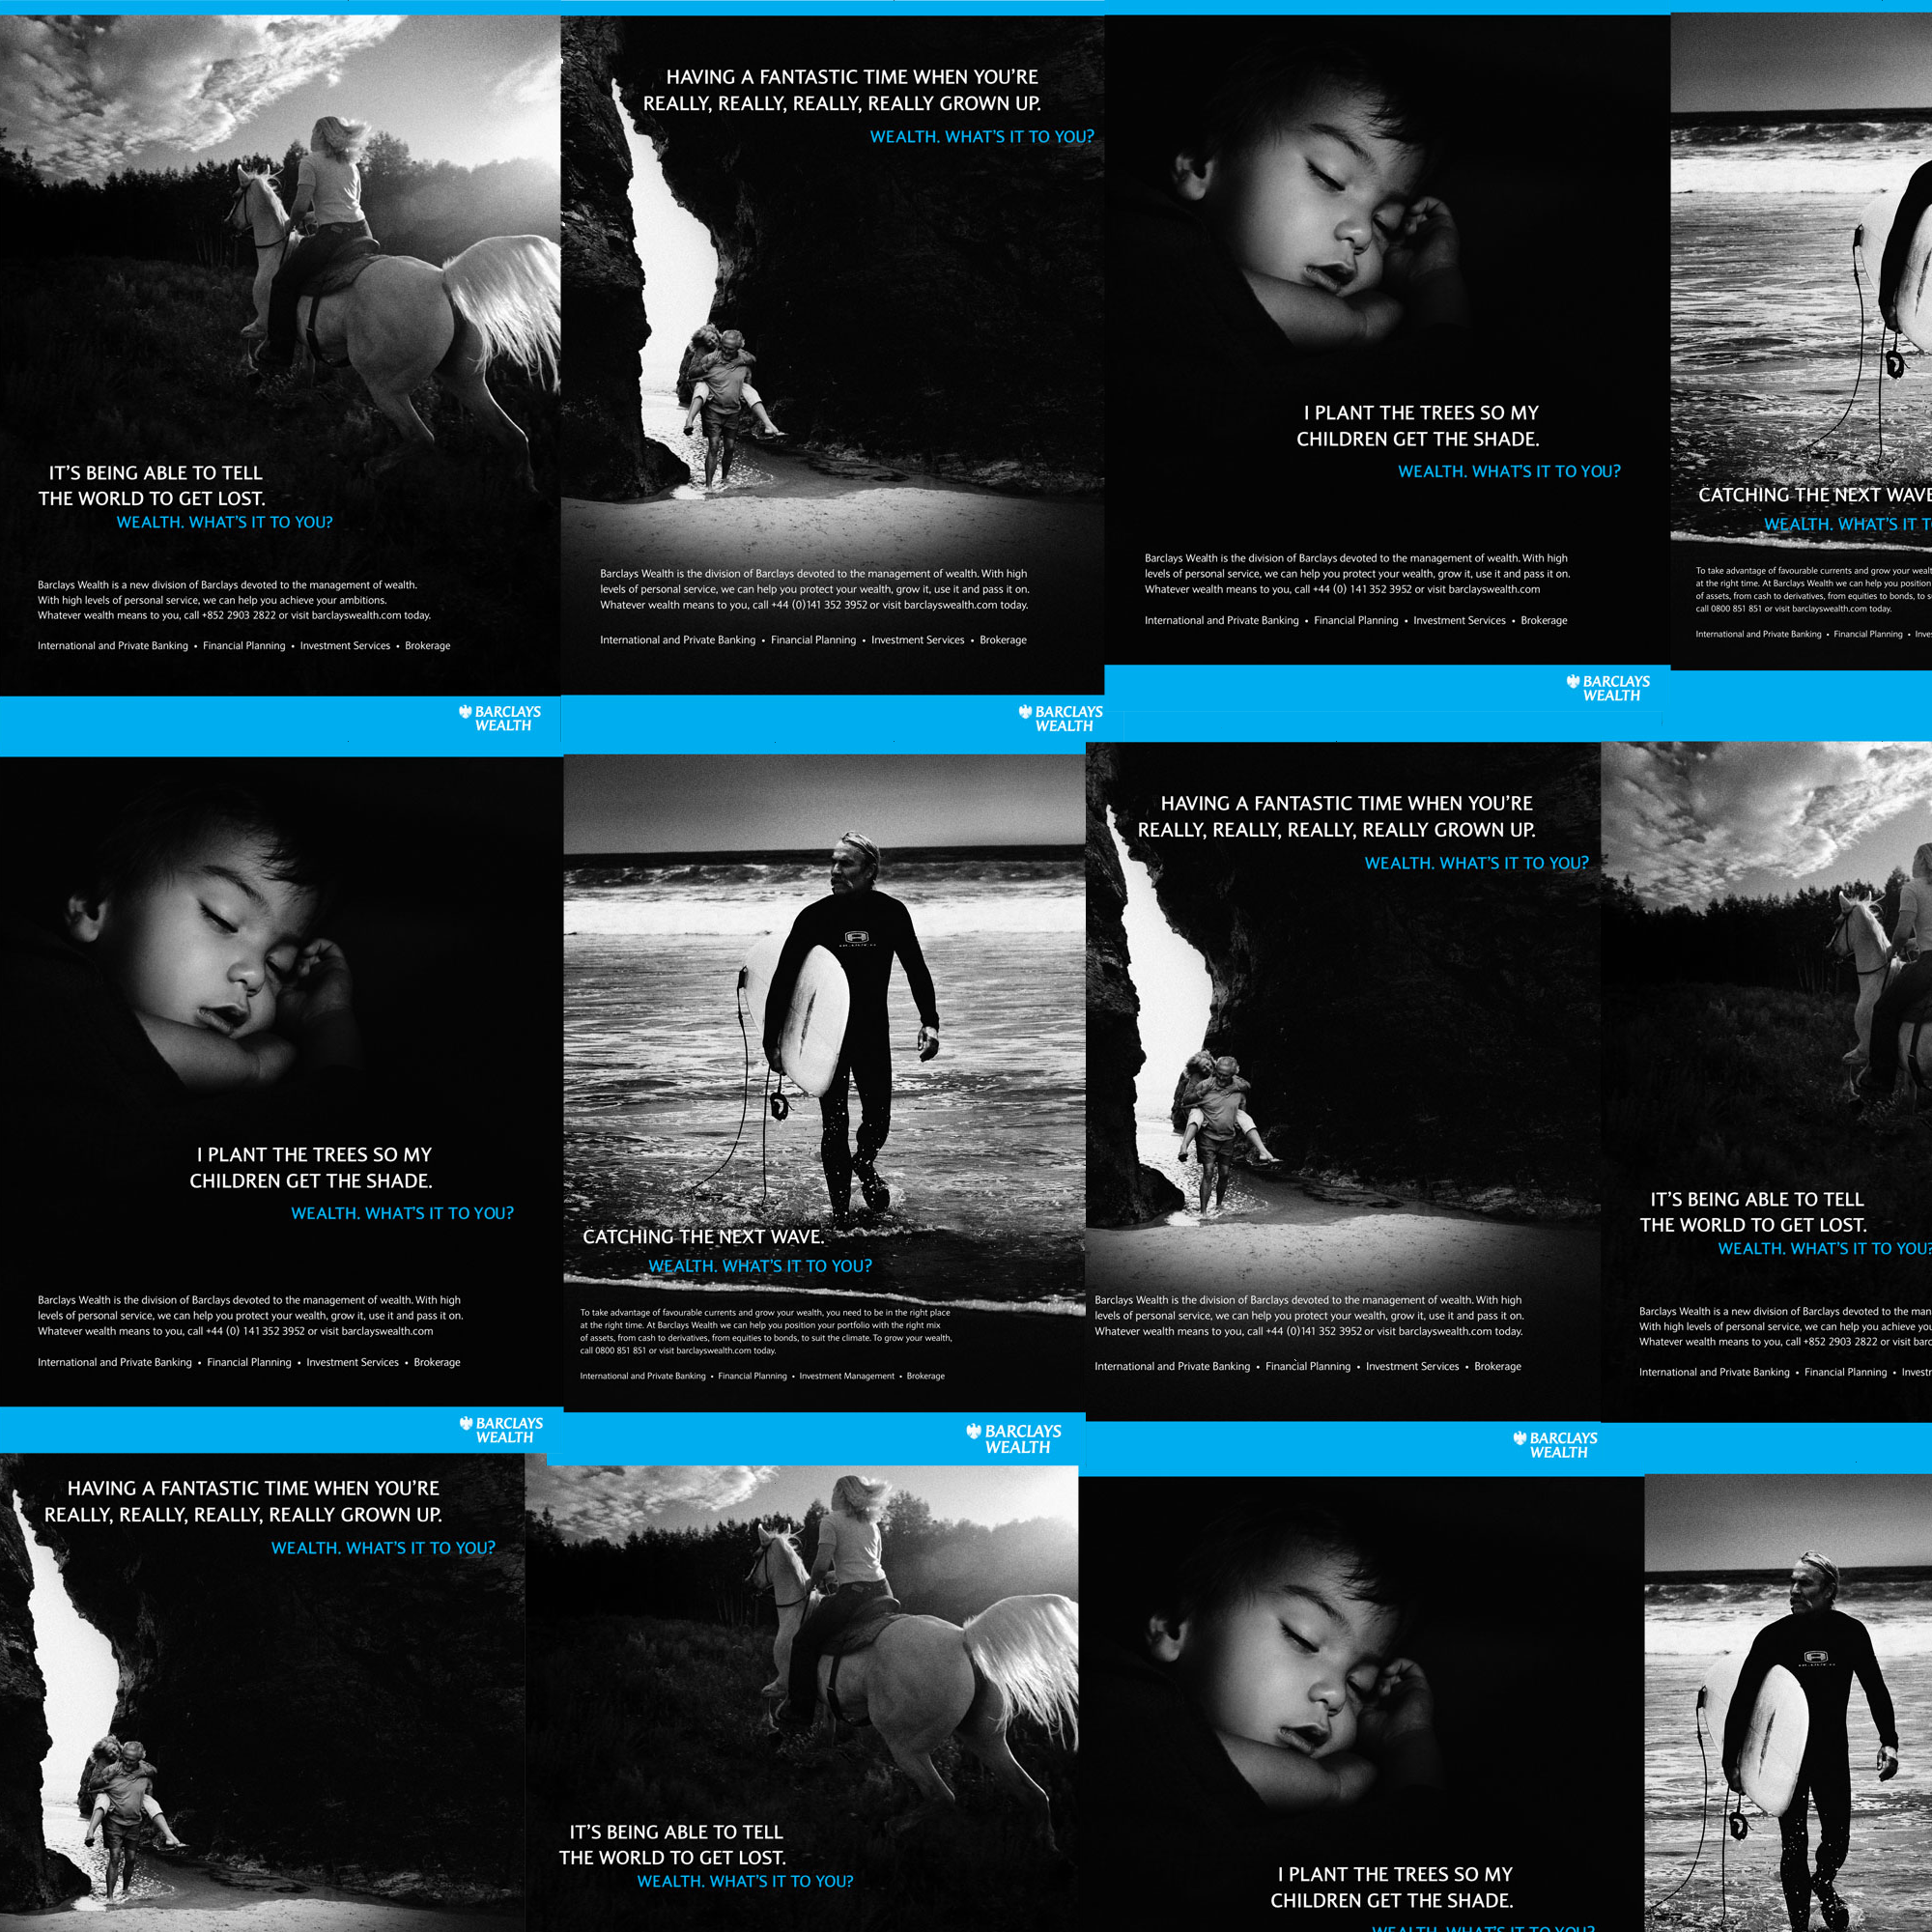 IT'S BEING ABLE TO TELL
THE WORLD TO GET LOST.
WEALTH. WHAT'S IT TO YOU?
Barclays Wealth is a new division of Barclays devoted to the management of wealth.
With high levels of personal service, we can help you achieve your ambitions.
Whatever wealth means to you, call +852 2903 2822 or visit barclayswealth.com today.
International and Private Banking • Financial Planning • Investment Services • Brokerage
BARCLAYS
WEALTH
HAVING A FANTASTIC TIME WHEN YOU'RE
REALLY, REALLY, REALLY, REALLY GROWN UP.
WEALTH. WHAT'S IT TO YOU?
Barclays Wealth is the division of Barclays devoted to the management of wealth. With high
levels of personal service, we can help you protect your wealth, grow it, use it and pass it on.
Whatever wealth means to you, call +44 (0)141 352 3952 or visit barclayswealth.com today.
International and Private Banking • Financial Planning • Investment Services • Brokerage
BARCLAYS
WEALTH
I PLANT THE TREES SO MY
CHILDREN GET THE SHADE.
WEALTH. WHAT'S IT TO YOU?
Barclays Wealth is the division of Barclays devoted to the management of wealth. With high
levels of personal service, we can help you protect your wealth, grow it, use it and pass it on.
Whatever wealth means to you, call +44 (0) 141 352 3952 or visit barclayswealth.com
International and Private Banking • Financial Planning • Investment Services • Brokerage
BARCLAYS
WEALTH
CATCHING THE NEXT WAVE
WEALTH. WHAT'S IT
To take advantage of favourable currents and grow your
at the right time. At Barclays Wealth we can help you position
of assets, from cash to derivatives, from equities to bonds, to
call 0800 851 851 or visit barclayswealth.com today.
International and Private Banking • Financial Planning •
I PLANT THE TREES SO MY
CHILDREN GET THE SHADE.
WEALTH. WHAT'S IT TO YOU?
Barclays Wealth is the division of Barclays devoted to the management of wealth. With high
levels of personal service, we can help you protect your wealth, grow it, use it and pass it on.
Whatever wealth means to you, call +44 (0) 141 352 3952 or visit barclayswealth.com
International and Private Banking • Financial Planning • Investment Services • Brokerage
BARCLAYS
WEALTH
CATCHING THE NEXT WAVE.
WEALTH. WHAT'S IT TO YOU?
To take advantage of favourable currents and grow your wealth, you need to be in the right place
at the right time. At Barclays Wealth we can help you position your portfolio with the right mix
of assets, from cash to derivatives, from equities to bonds, to suit the climate. To grow your wealth,
call 0800 851 851 or visit barclayswealth.com today.
International and Private Banking • Financial Planning • Investment Management • Brokerage
BARCLAYS
WEALTH
HAVING A FANTASTIC TIME WHEN YOU'RE
REALLY, REALLY, REALLY, REALLY GROWN UP.
WEALTH. WHAT'S IT TO YOU?
Barclays Wealth is the division of Barclays devoted to the management of wealth. With high
levels of personal service, we can help you protect your wealth, grow it, use it and pass it on.
Whatever wealth means to you, call +44 (0)141 352 3952 or visit barclayswealth.com today.
International and Private Banking • Financial Planning • Investment Services • Brokerage
BARCLAYS
WEALTH
IT'S BEING ABLE TO TELL
THE WORLD TO GET LOST.
WEALTH. WHAT'S IT TO YOU?
Barclays Wealth is a new division of Barclays devoted to the
With high levels of personal service, we can help you achieve
Whatever wealth means to you, call +852 2903 2822 or visit
International and Private Banking • Financial Planning •
HAVING A FANTASTIC TIME WHEN YOU'RE
REALLY, REALLY, REALLY, REALLY GROWN UP.
WEALTH. WHAT'S IT TO YOU?
IT'S BEING ABLE TO TELL
THE WORLD TO GET LOST.
WEALTH. WHAT'S IT TO YOU?
I PLANT THE TREES SO MY
CHILDREN GET THE SHADE.
WEALTH. WHAT'S IT TO YOU?